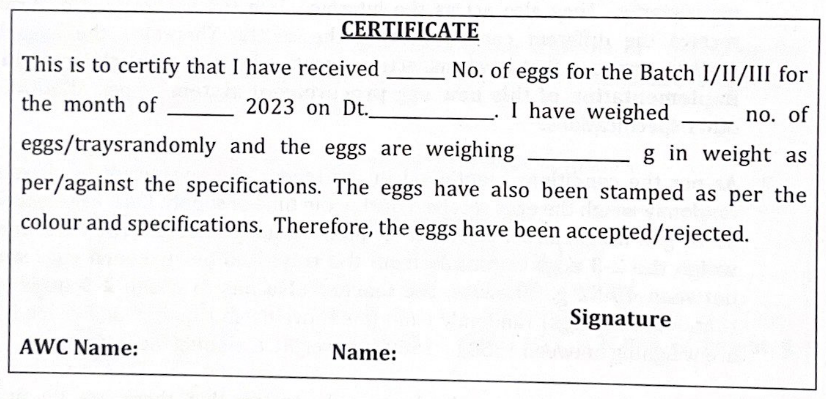 CERTIFICATE
This is to certify that I have received _______ No. of eggs for the Batch I/II/III for
the month of _______ 2023 on Dt.____________. I have weighed ______ no. of
eggs/traysrandomly and the eggs are weighing __________ g in weight as
per/against the specifications. The eggs have also been stamped as per the
colour and specifications. Therefore, the eggs have been accepted/rejected.
Signature
AWC Name: Name: